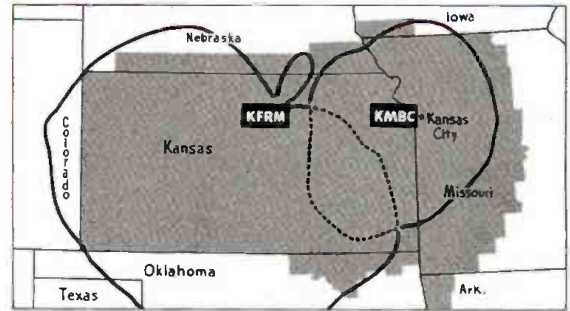 Iowa
Nebraska
KFRM
KMBC
Kansas
City
Colorado
Kansas
Missouri
Oklahoma
Texas
Ark.